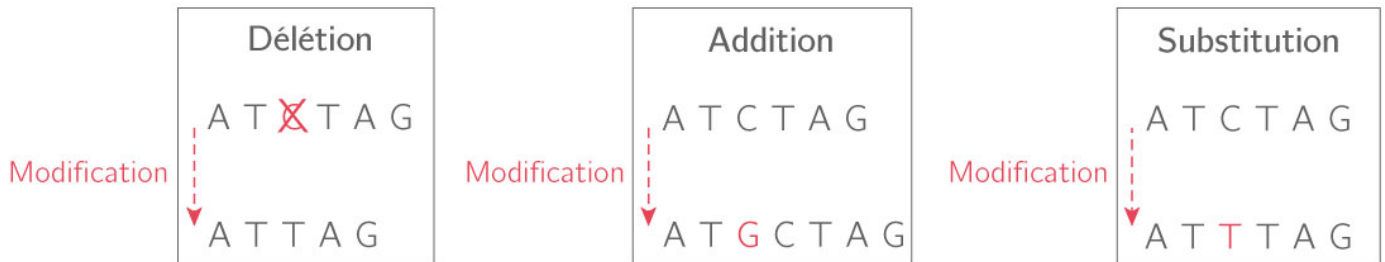 Délétion
A T C T A G
Modification
A T T A G
Addition
A T C T A G
Modification
A T G C T A G
Substitution
A T C T A G
Modification
A T T T A G